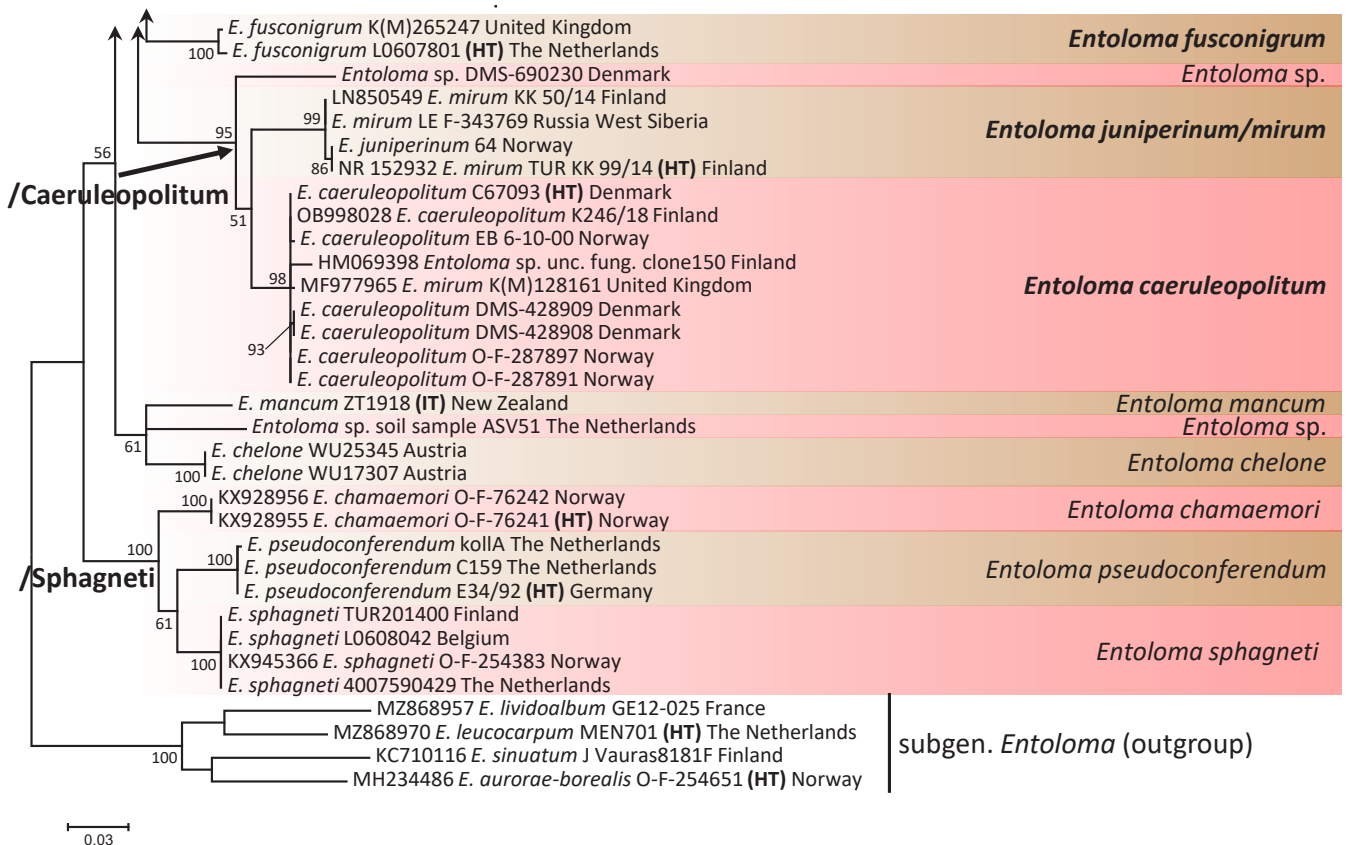 E. fusconigrum K(M)265247 United Kingdom
100
E. fusconigrum L0607801 (HT) The Netherlands
Entoloma fusconigrum
Entoloma sp. DMS-690230 Denmark
Entoloma sp.
LN850549 E. mirum KK 50/14 Finland
99
E. mirum LE F-343769 Russia West Siberia
95
Entoloma juniperinum/mirum
E. juniperinum 64 Norway
56
86
NR 152932 E. mirum TUR KK 99/14 (HT) Finland
/Caeruleopolitum
E. caeruleopolitum C67093 (HT) Denmark
OB998028 E. caeruleopolitum K246/18 Finland
51
E. caeruleopolitum EB 6-10-00 Norway
HM069398 Entoloma sp. unc. fung. clone150 Finland
98
MF977965 E. mirum K(M)128161 United Kingdom
Entoloma caeruleopolitum
E. caeruleopolitum DMS-428909 Denmark
E. caeruleopolitum DMS-428908 Denmark
93
E. caeruleopolitum O-F-287897 Norway
E. caeruleopolitum O-F-287891 Norway
E. mancum ZT1918 (IT) New Zealand
Entoloma mancum
Entoloma sp. soil sample ASV51 The Netherlands
Entoloma sp.
61
E. chelone WU25345 Austria
100
E. chelone WU17307 Austria
Entoloma chelone
KX928956 E. chamaemori O-F-76242 Norway
100
KX928955 E. chamaemori O-F-76241 (HT) Norway
Entoloma chamaemori
100
E. pseudoconferendum kollA The Netherlands
100
E. pseudoconferendum C159 The Netherlands
Entoloma pseudoconferendum
/Sphagneti
E. pseudoconferendum E34/92 (HT) Germany
E. sphagneti TUR201400 Finland
61
E. sphagneti L0608042 Belgium
100
KX945366 E. sphagneti O-F-254383 Norway
Entoloma sphagneti
E. sphagneti 4007590429 The Netherlands
MZ868957 E. lividoalbum GE12-025 France
MZ868970 E. leucocarpum MEN701 (HT) The Netherlands
100
subgen. Entoloma (outgroup)
KC710116 E. sinuatum J Vauras8181F Finland
MH234486 E. aurorae-borealis O-F-254651 (HT) Norway
0.03